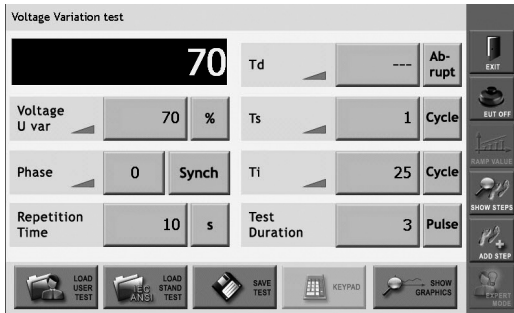 Voltage Variation test
70
Td --- Ab-
rupt
EXIT
Voltage
U var 70 %
Ts 1 Cycle
EUT OFF
RAMP VALUE
Phase 0 Synch
Ti 25 Cycle
SHOW STEPS
Repetition
Time 10 s
Test
Duration 3 Pulse
ADD STEP
LOAD
USER
TEST
IEC
ANSI
LOAD
STAND
TEST
SAVE
TEST
KEYPAD
SHOW
GRAPHICS
EXPERT
MODE